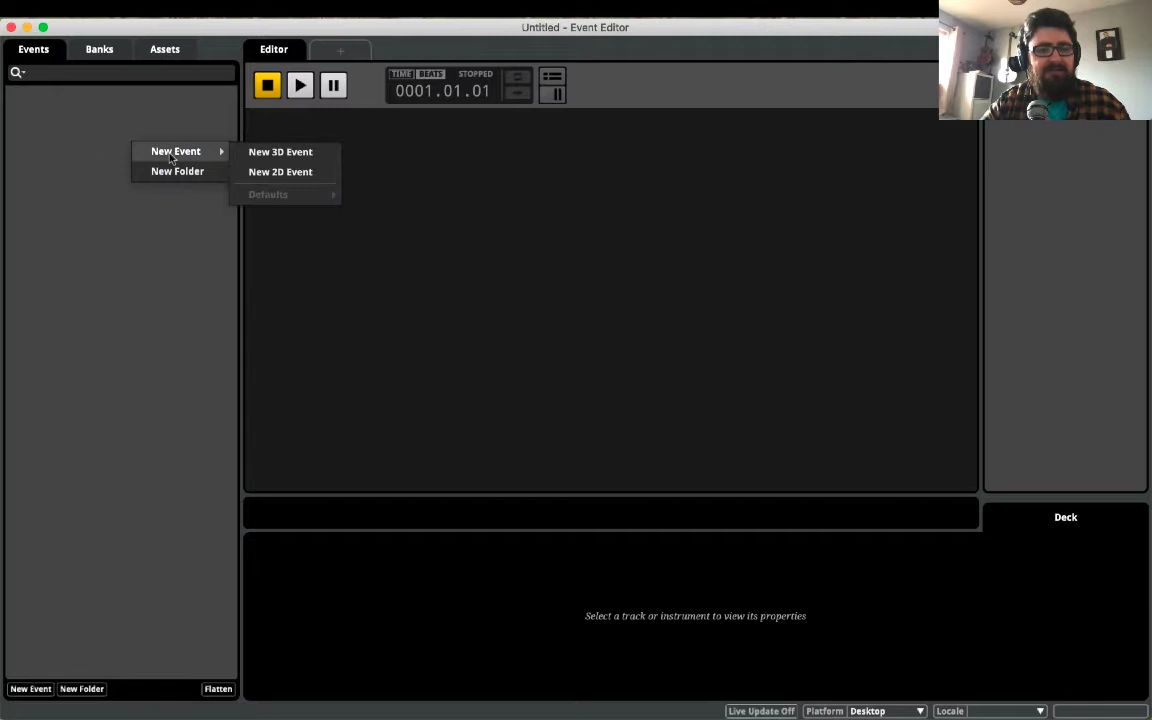 Untitled - Event Editor
Events Banks Assets
Editor +
TIME BEATS STOPPED
0001.01.01
New Event
New Folder
New 3D Event
New 2D Event
Defaults
Deck
Select a track or instrument to view its properties
New Event New Folder Flatten
Live Update Off Platform Desktop Locale